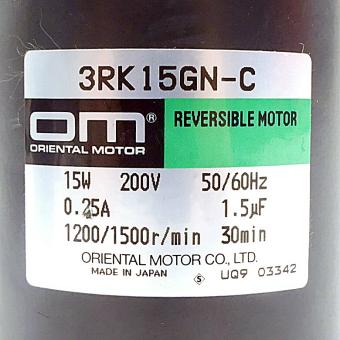 3RK15GN-C
om® REVERSIBLE MOTOR
ORIENTAL MOTOR
15W 200V 50/60Hz
0.25A 1.5μF
1200/1500r/min 30min
ORIENTAL MOTOR CO., LTD.
MADE IN JAPAN S UQ9 03342